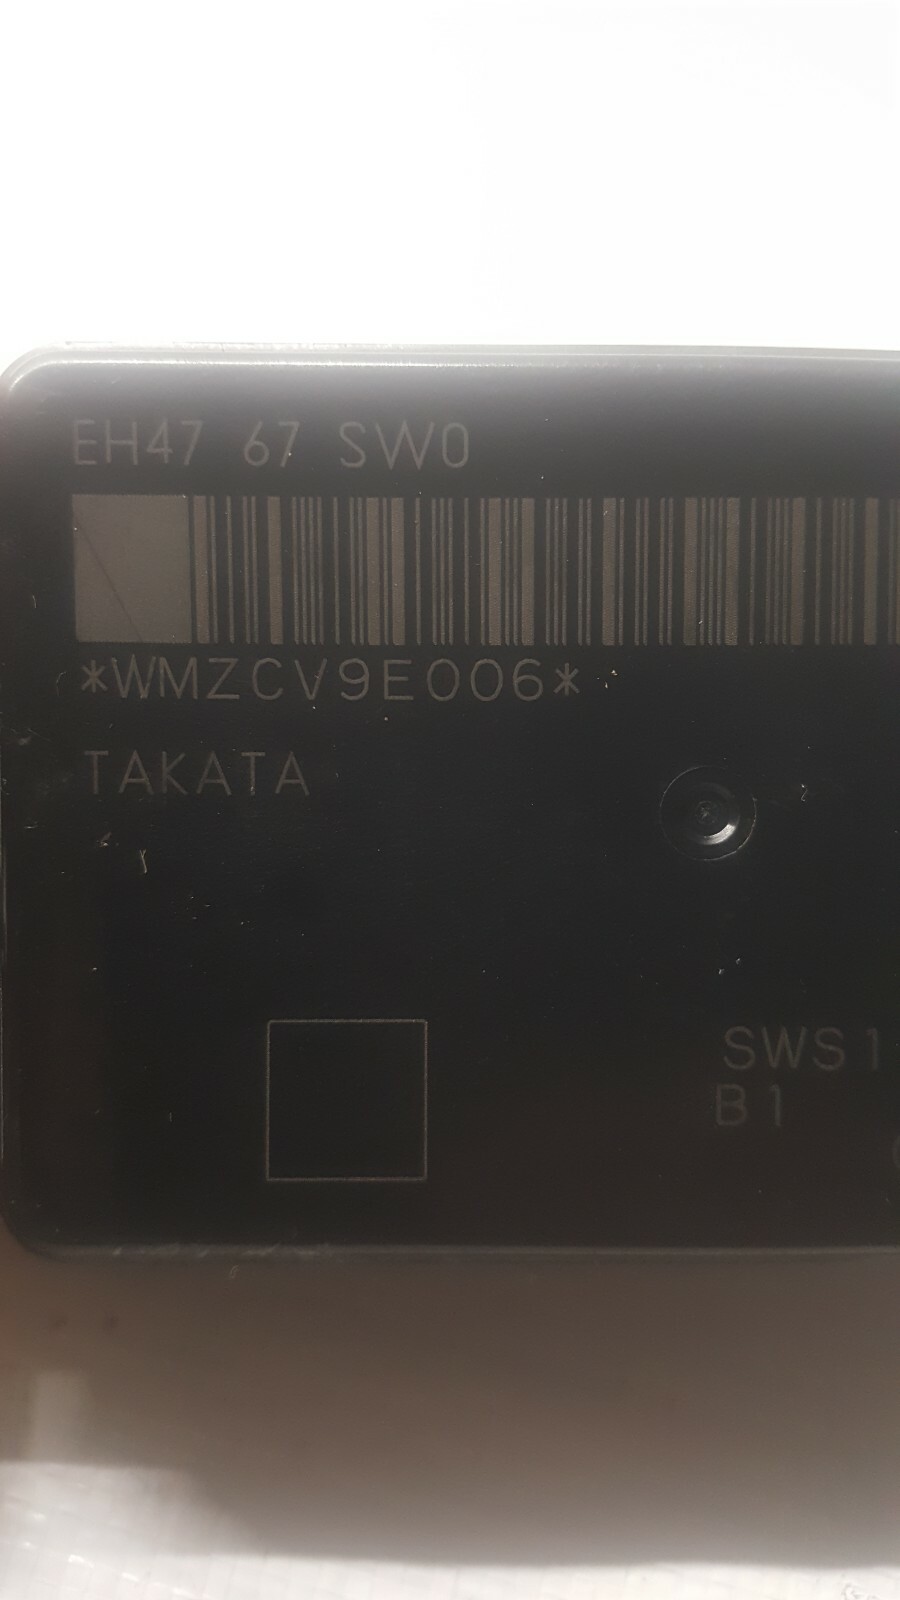 EH47 67 SW0
*WMZCV9E006*
TAKATA
SWS1
B1